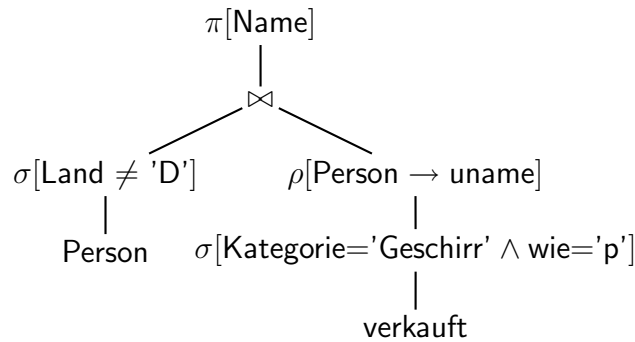 π[Name]
⋈
σ[Land ≠ 'D'] ρ[Person → uname]
Person σ[Kategorie='Geschirr' ∧ wie='p']
verkauft